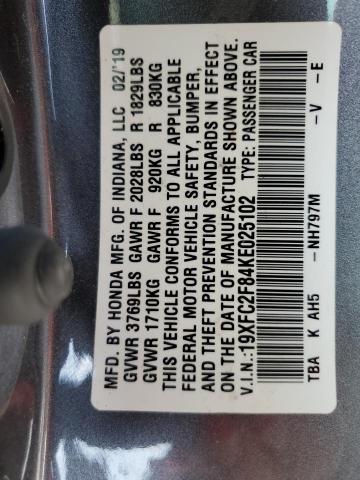 MFD. BY HONDA MFG. OF INDIANA, LLC 02/'19
GVWR 3769LBS GAWR F 2028LBS R 1829LBS
GVWR 1710KG GAWR F 920KG R 830KG
THIS VEHICLE CONFORMS TO ALL APPLICABLE
FEDERAL MOTOR VEHICLE SAFETY, BUMPER,
AND THEFT PREVENTION STANDARDS IN EFFECT
ON THE DATE OF MANUFACTURE SHOWN ABOVE.
V.I.N.:19XFC2F84KE025102 TYPE: PASSENGER CAR
TBA K AH5 -NH797M -V -E